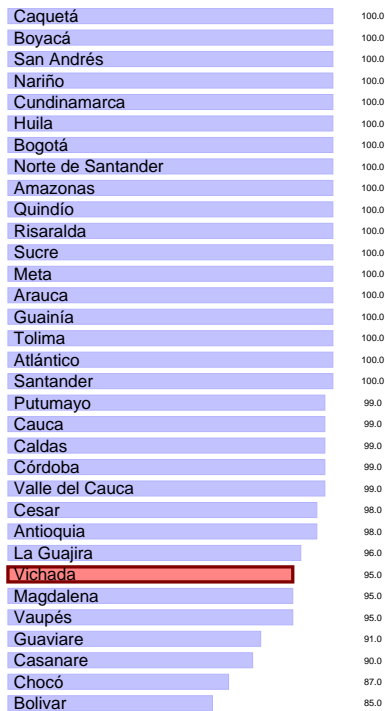 Caquetá 100.0
Boyacá 100.0
San Andrés 100.0
Nariño 100.0
Cundinamarca 100.0
Huila 100.0
Bogotá 100.0
Norte de Santander 100.0
Amazonas 100.0
Quindío 100.0
Risaralda 100.0
Sucre 100.0
Meta 100.0
Arauca 100.0
Guainía 100.0
Tolima 100.0
Atlántico 100.0
Santander 100.0
Putumayo 99.0
Cauca 99.0
Caldas 99.0
Córdoba 99.0
Valle del Cauca 99.0
Cesar 98.0
Antioquia 98.0
La Guajira 96.0
Vichada 95.0
Magdalena 95.0
Vaupés 95.0
Guaviare 91.0
Casanare 90.0
Chocó 87.0
Bolivar 85.0